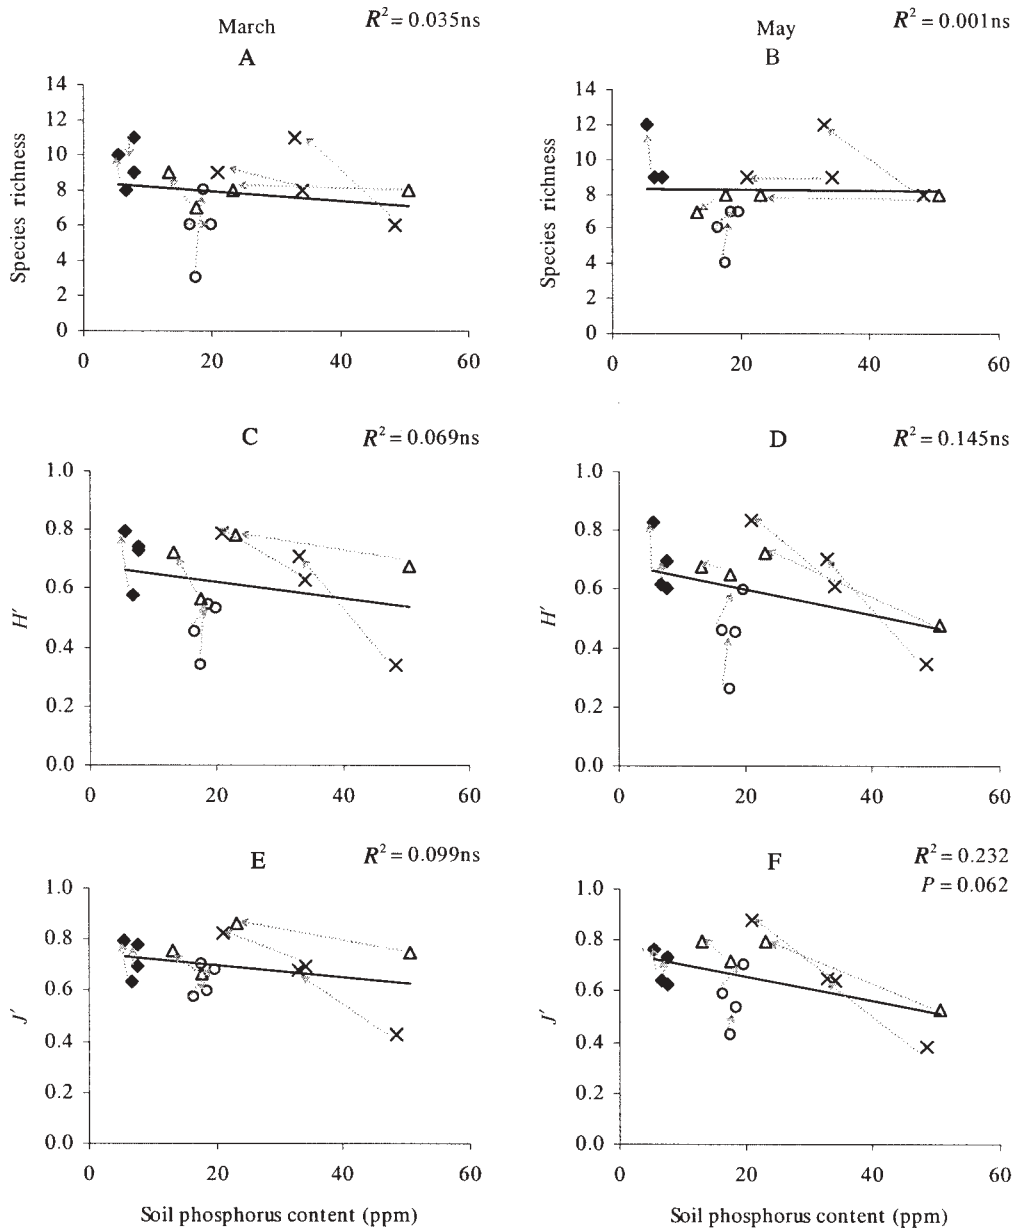 March
R² = 0.035ns
A
Species richness
14
12
10
8
6
4
2
0
0 20 40 60
May
R² = 0.001ns
B
Species richness
14
12
10
8
6
4
2
0
0 20 40 60
C
R² = 0.069ns
H′
1.0
0.8
0.6
0.4
0.2
0.0
0 20 40 60
D
R² = 0.145ns
H′
1.0
0.8
0.6
0.4
0.2
0.0
0 20 40 60
E
R² = 0.099ns
J′
1.0
0.8
0.6
0.4
0.2
0.0
0 20 40 60
Soil phosphorus content (ppm)
F
R² = 0.232
P = 0.062
J′
1.0
0.8
0.6
0.4
0.2
0.0
0 20 40 60
Soil phosphorus content (ppm)